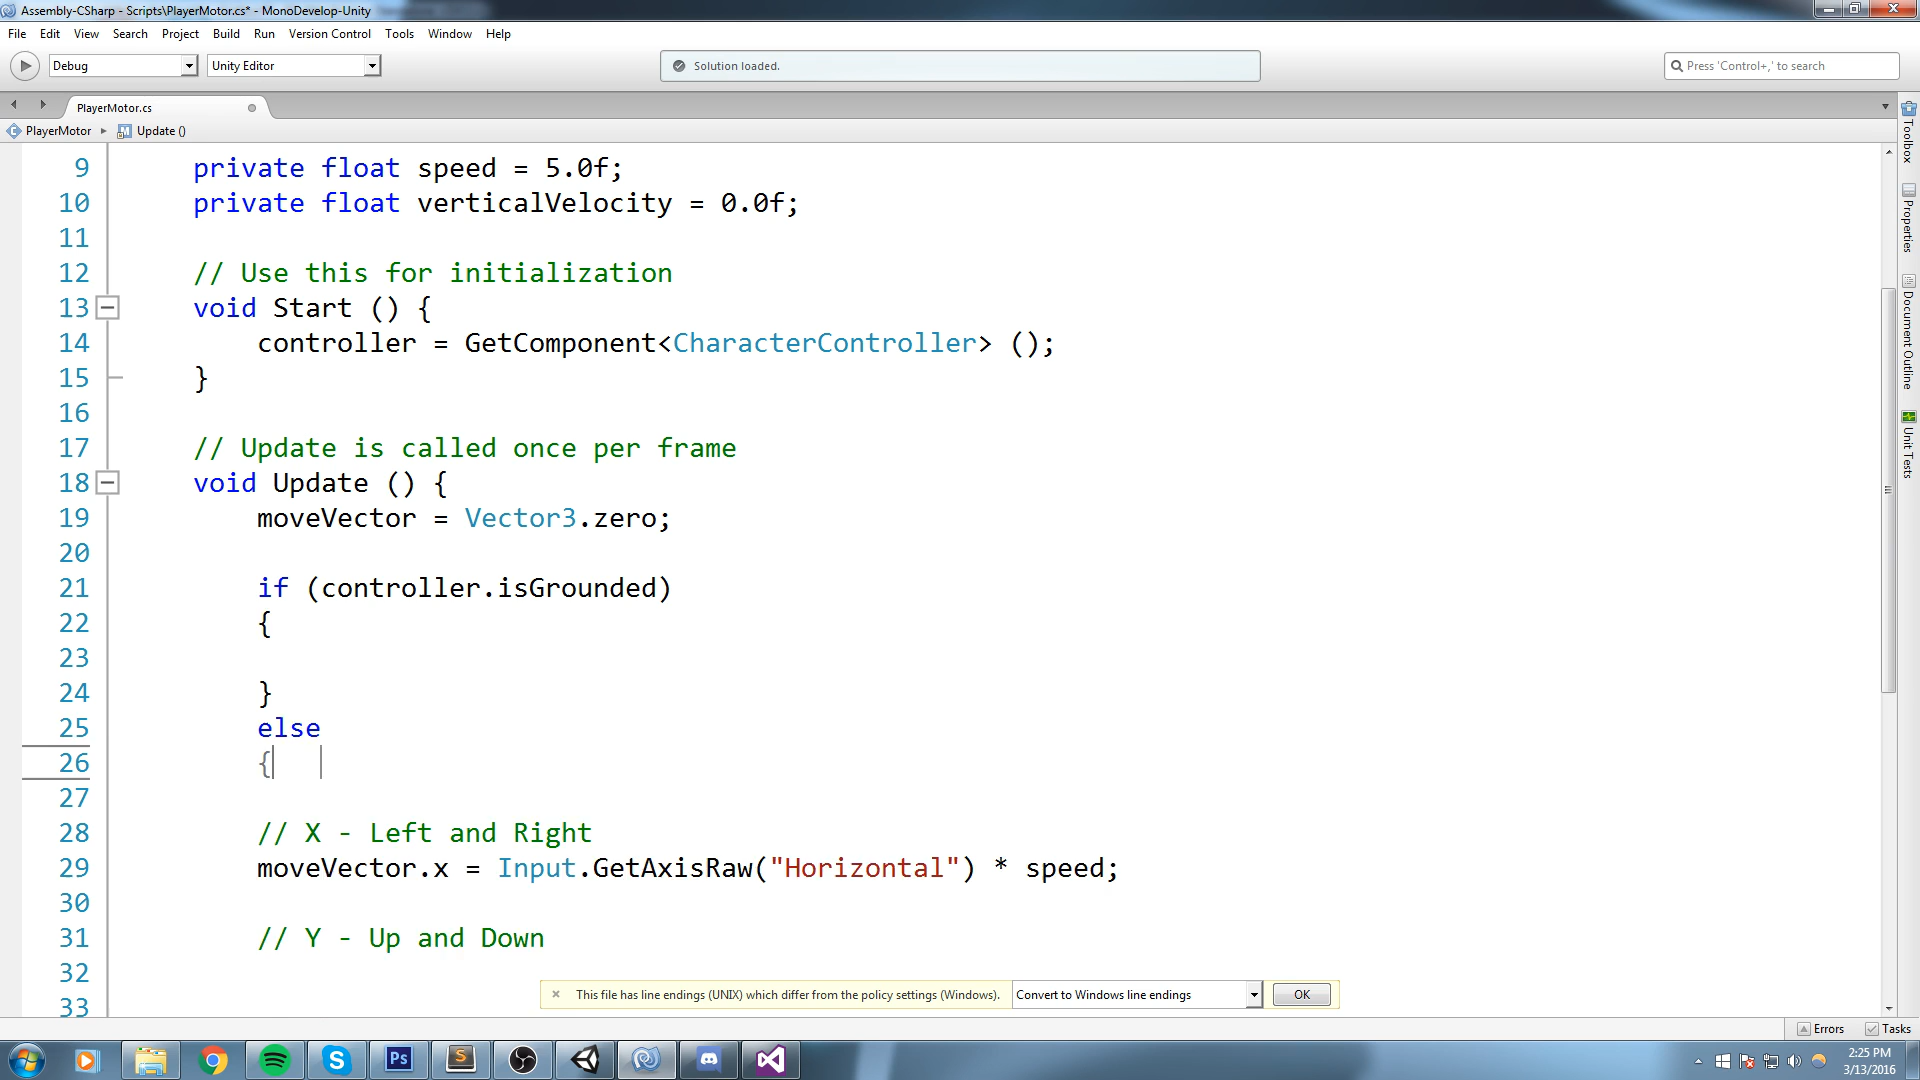 Assembly-CSharp - Scripts\PlayerMotor.cs* - MonoDevelop-Unity
File Edit View Search Project Build Run Version Control Tools Window Help
Debug Unity Editor Solution loaded. Press 'Control+,' to search
PlayerMotor.cs
PlayerMotor Update ()
9 private float speed = 5.0f;
10 private float verticalVelocity = 0.0f;
11
12 // Use this for initialization
13 void Start () {
14 controller = GetComponent<CharacterController> ();
15 }
16
17 // Update is called once per frame
18 void Update () {
19 moveVector = Vector3.zero;
20
21 if (controller.isGrounded)
22 {
23
24 }
25 else
26 {
27
28 // X - Left and Right
29 moveVector.x = Input.GetAxisRaw("Horizontal") * speed;
30
31 // Y - Up and Down
32
33
Toolbox
Properties
Document Outline
Unit Tests
This file has line endings (UNIX) which differ from the policy settings (Windows). Convert to Windows line endings OK
Errors Tasks
Ps S
2:25 PM
3/13/2016